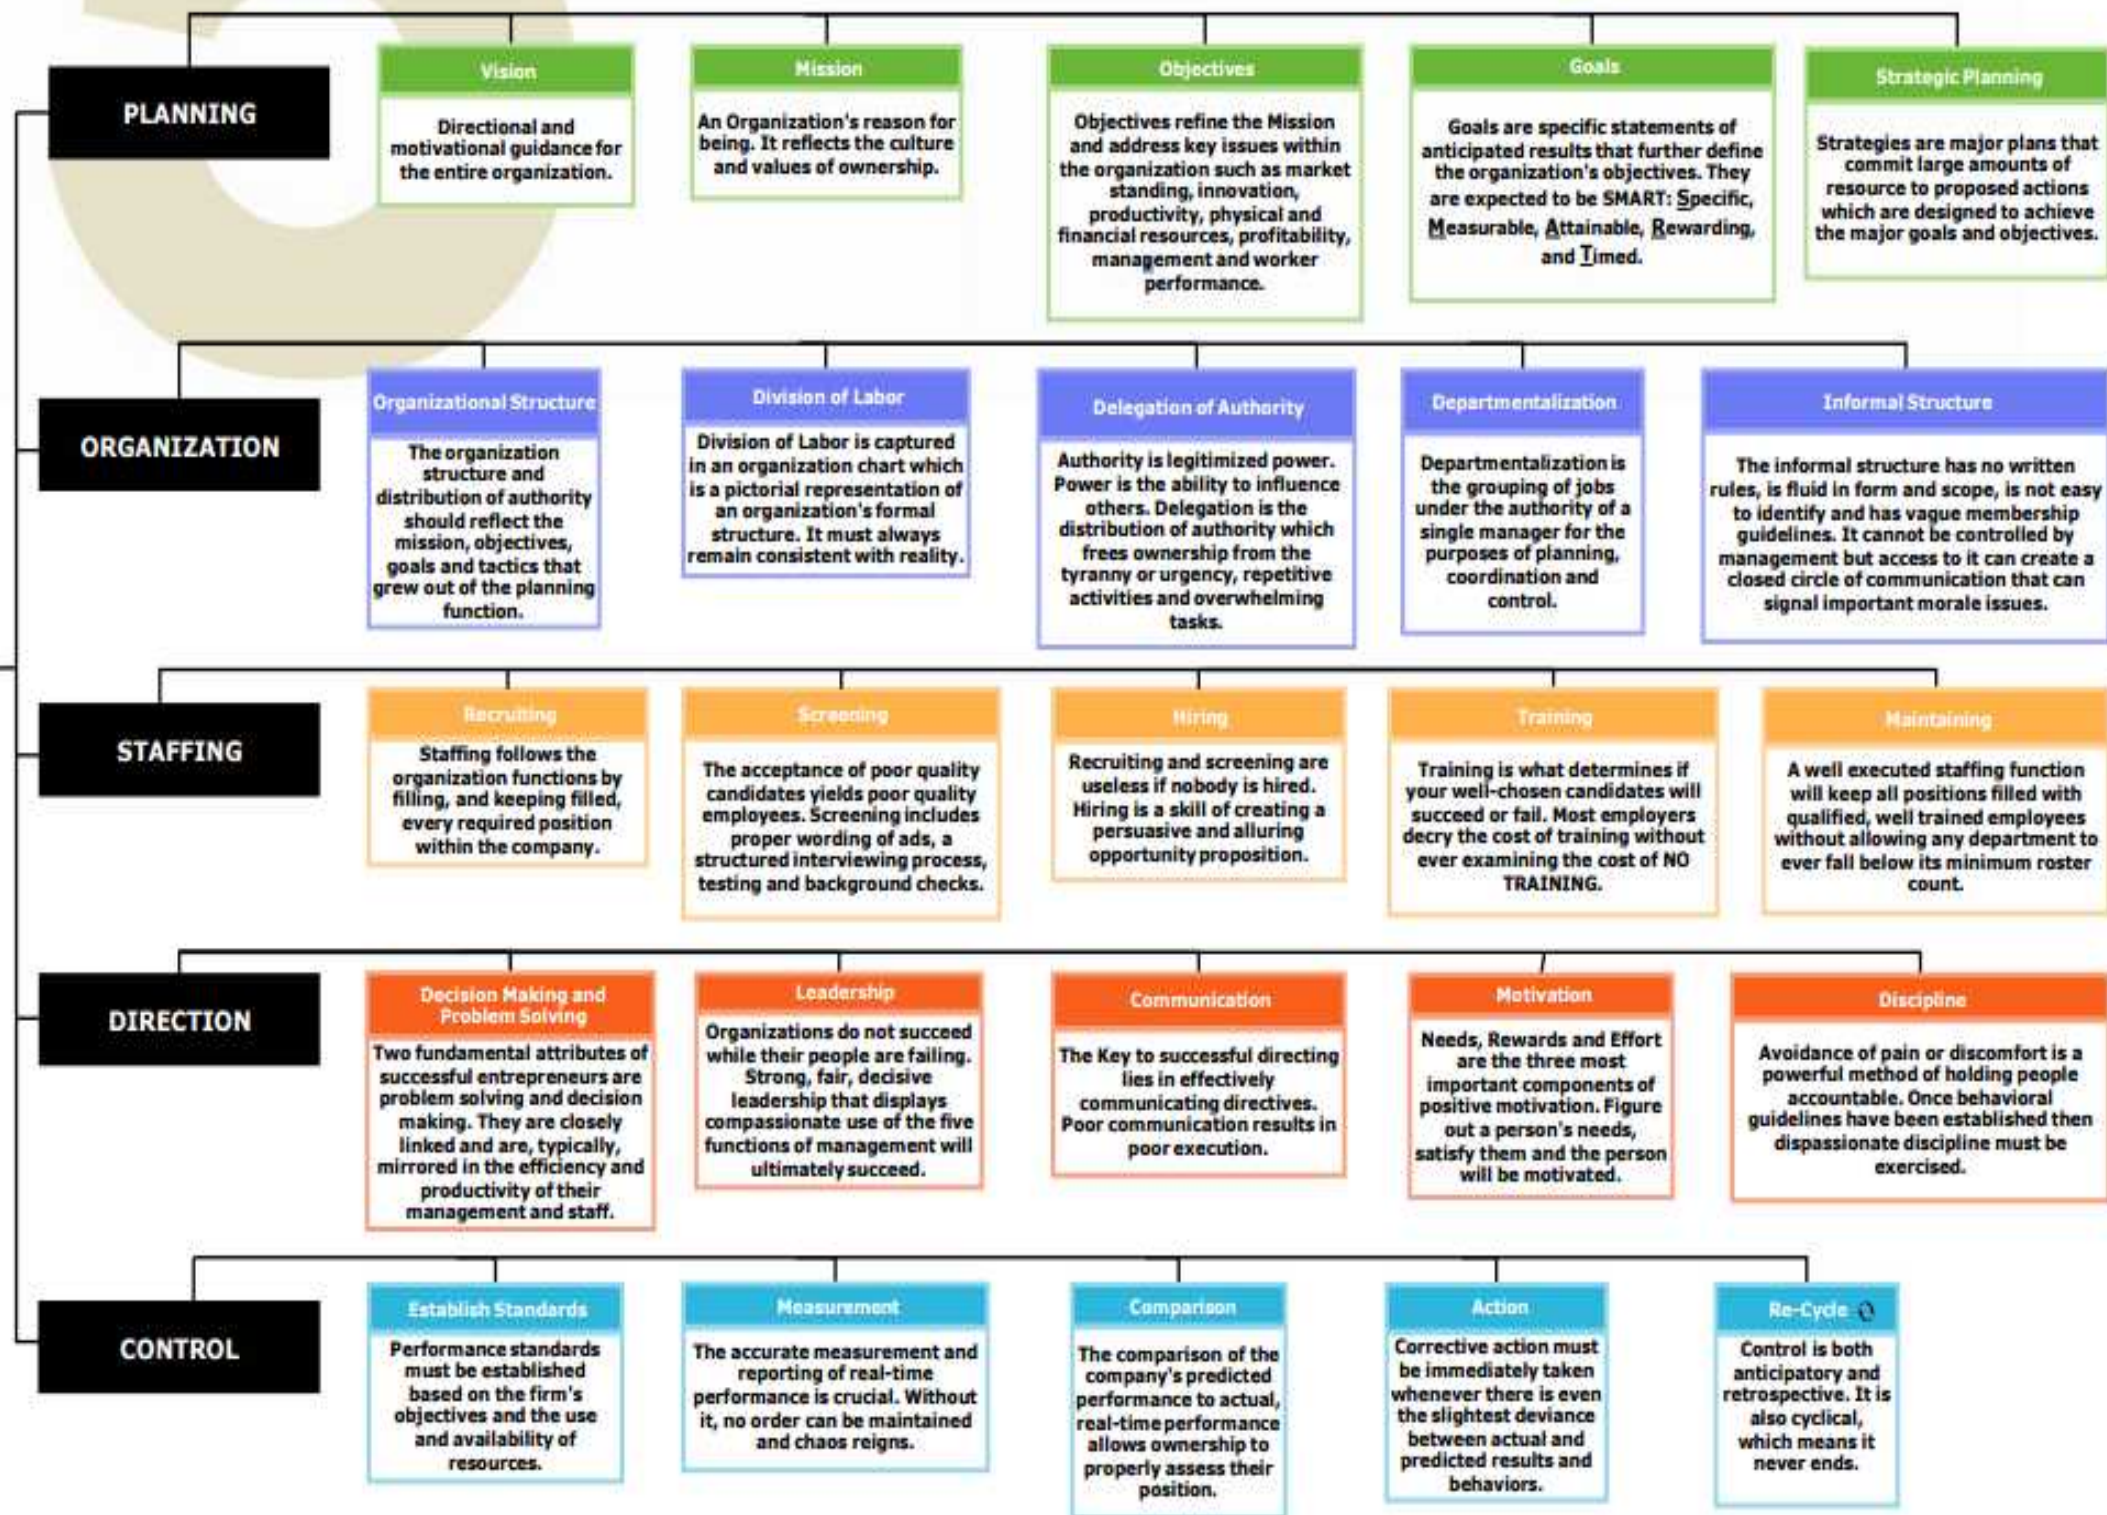 PLANNING
Vision
Directional and
motivational guidance for
the entire organization.
Mission
An Organization's reason for
being. It reflects the culture
and values of ownership.
Objectives
Objectives refine the Mission
and address key issues within
the organization such as market
standing, innovation,
productivity, physical and
financial resources, profitability,
management and worker
performance.
Goals
Goals are specific statements of
anticipated results that further define
the organization's objectives. They
are expected to be SMART: Specific,
Measurable, Attainable, Rewarding,
and Timed.
Strategic Planning
Strategies are major plans that
commit large amounts of
resource to proposed actions
which are designed to achieve
the major goals and objectives.
ORGANIZATION
Organizational Structure
The organization
structure and
distribution of authority
should reflect the
mission, objectives,
goals and tactics that
grew out of the planning
function.
Division of Labor
Division of Labor is captured
in an organization chart which
is a pictorial representation of
an organization's formal
structure. It must always
remain consistent with reality.
Delegation of Authority
Authority is legitimized power.
Power is the ability to influence
others. Delegation is the
distribution of authority which
frees ownership from the
tyranny or urgency, repetitive
activities and overwhelming
tasks.
Departmentalization
Departmentalization is
the grouping of jobs
under the authority of a
single manager for the
purposes of planning,
coordination and
control.
Informal Structure
The informal structure has no written
rules, is fluid in form and scope, is not easy
to identify and has vague membership
guidelines. It cannot be controlled by
management but access to it can create a
closed circle of communication that can
signal important morale issues.
STAFFING
Recruiting
Staffing follows the
organization functions by
filling, and keeping filled,
every required position
within the company.
Screening
The acceptance of poor quality
candidates yields poor quality
employees. Screening includes
proper wording of ads, a
structured interviewing process,
testing and background checks.
Hiring
Recruiting and screening are
useless if nobody is hired.
Hiring is a skill of creating a
persuasive and alluring
opportunity proposition.
Training
Training is what determines if
your well-chosen candidates will
succeed or fail. Most employers
decry the cost of training without
ever examining the cost of NO
TRAINING.
Maintaining
A well executed staffing function
will keep all positions filled with
qualified, well trained employees
without allowing any department to
ever fall below its minimum roster
count.
DIRECTION
Decision Making and
Problem Solving
Two fundamental attributes of
successful entrepreneurs are
problem solving and decision
making. They are closely
linked and are, typically,
mirrored in the efficiency and
productivity of their
management and staff.
Leadership
Organizations do not succeed
while their people are failing.
Strong, fair, decisive
leadership that displays
compassionate use of the five
functions of management will
ultimately succeed.
Communication
The Key to successful directing
lies in effectively
communicating directives.
Poor communication results in
poor execution.
Motivation
Needs, Rewards and Effort
are the three most
important components of
positive motivation. Figure
out a person's needs,
satisfy them and the person
will be motivated.
Discipline
Avoidance of pain or discomfort is a
powerful method of holding people
accountable. Once behavioral
guidelines have been established then
dispassionate discipline must be
exercised.
CONTROL
Establish Standards
Performance standards
must be established
based on the firm's
objectives and the use
and availability of
resources.
Measurement
The accurate measurement and
reporting of real-time
performance is crucial. Without
it, no order can be maintained
and chaos reigns.
Comparison
The comparison of the
company's predicted
performance to actual,
real-time performance
allows ownership to
properly assess their
position.
Action
Corrective action must
be immediately taken
whenever there is even
the slightest deviance
between actual and
predicted results and
behaviors.
Re-Cycle
Control is both
anticipatory and
retrospective. It is
also cyclical,
which means it
never ends.